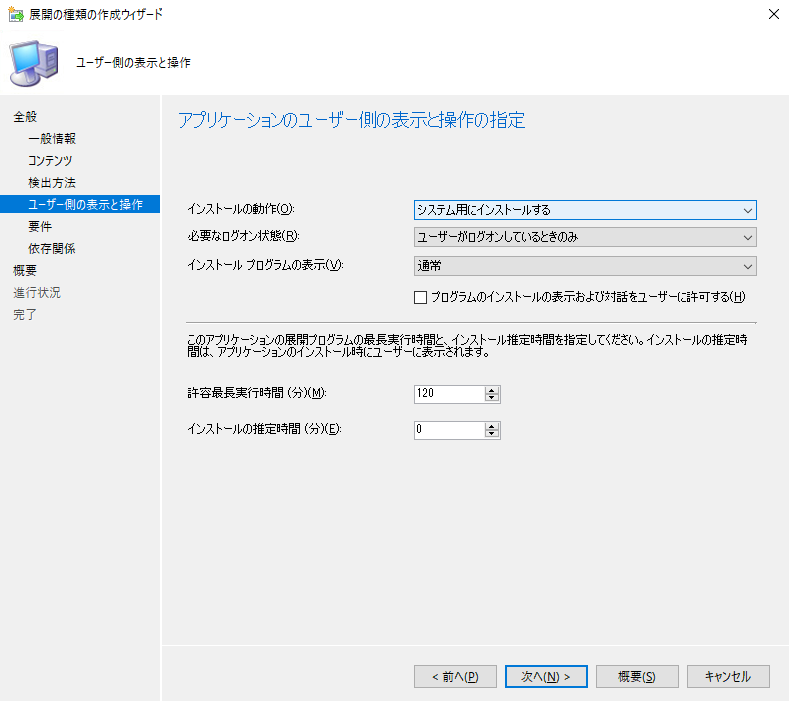 展開の種類の作成ウィザード
ユーザー側の表示と操作
全般
一般情報
コンテンツ
検出方法
ユーザー側の表示と操作
要件
依存関係
概要
進行状況
完了
アプリケーションのユーザー側の表示と操作の指定
インストールの動作(O):
システム用にインストールする
必要なログオン状態(R):
ユーザーがログオンしているときのみ
インストール プログラムの表示(V):
通常
プログラムのインストールの表示および対話をユーザーに許可する(H)
このアプリケーションの展開プログラムの最長実行時間と、インストール推定時間を指定してください。インストールの推定時
間は、アプリケーションのインストール時にユーザーに表示されます。
許容最長実行時間 (分)(M):
120
インストールの推定時間 (分)(E):
0
< 前へ(P)
次へ(N) >
概要(S)
キャンセル